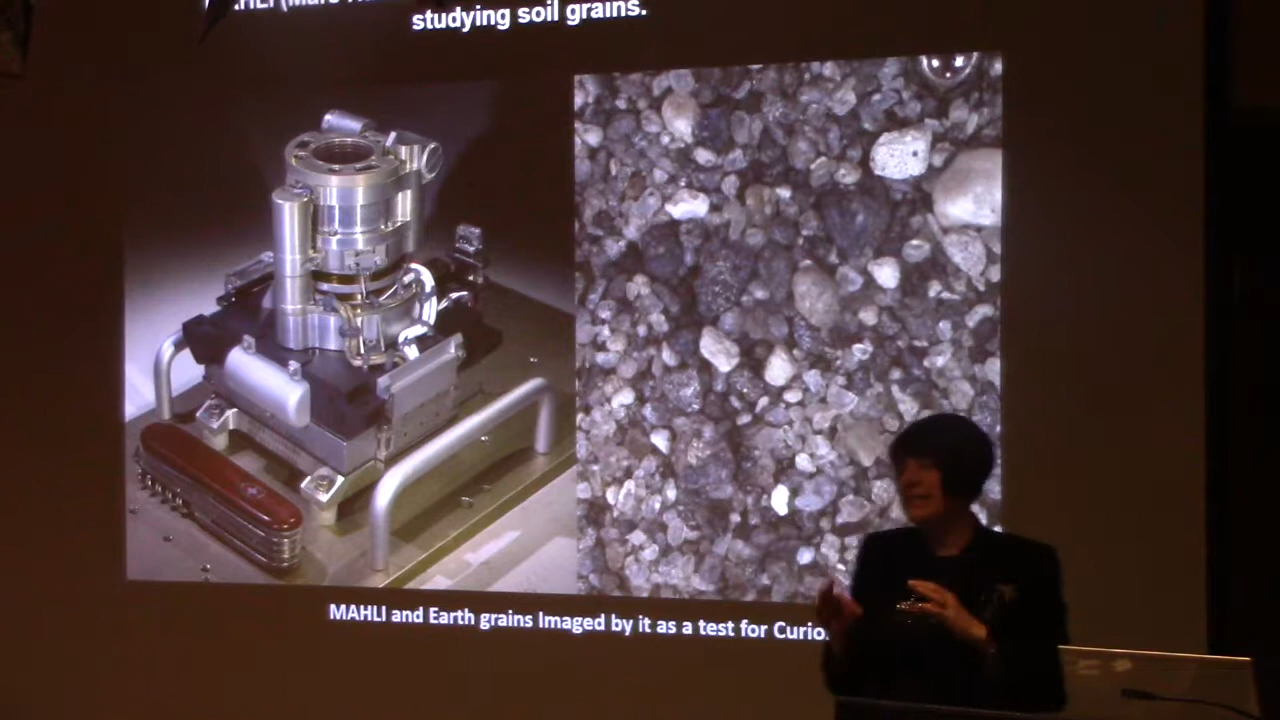 studying soil grains.
MAHLI and Earth grains Imaged by it as a test for